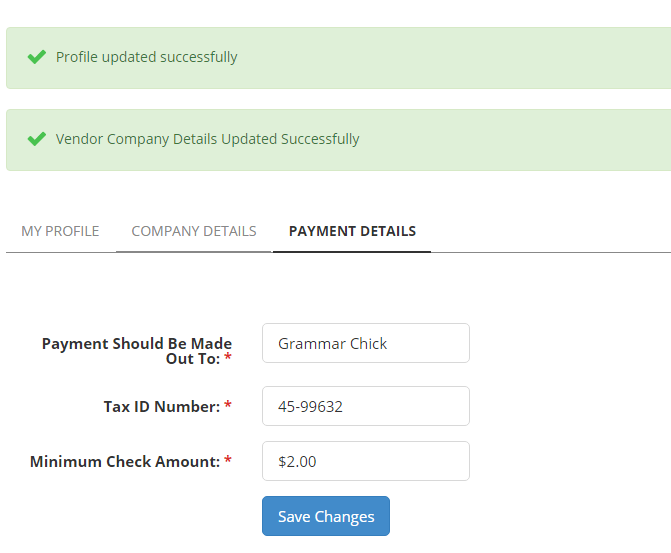 Profile updated successfully
Vendor Company Details Updated Successfully
MY PROFILE COMPANY DETAILS PAYMENT DETAILS
Payment Should Be Made
Out To: * Grammar Chick
Tax ID Number: * 45-99632
Minimum Check Amount: * $2.00
Save Changes